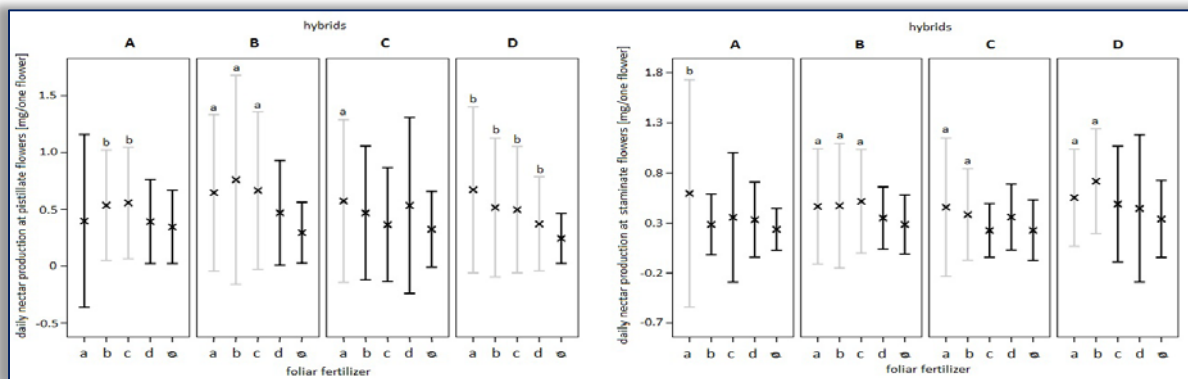 hybrids
A B C D
daily nectar production at pistillate flowers [mg/one flower]
1.5
1.0
0.5
0
-0.5
b b
a a a
a
b b b d
a b c d ø a b c d ø a b c d ø a b c d ø
foliar fertilizer
hybrids
A B C D
daily nectar production at staminate flowers [mg/one flower]
1.8
1.3
0.8
0.3
-0.2
-0.7
b
a a a
a a
a a
a b c d ø a b c d ø a b c d ø a b c d ø
foliar fertilizer